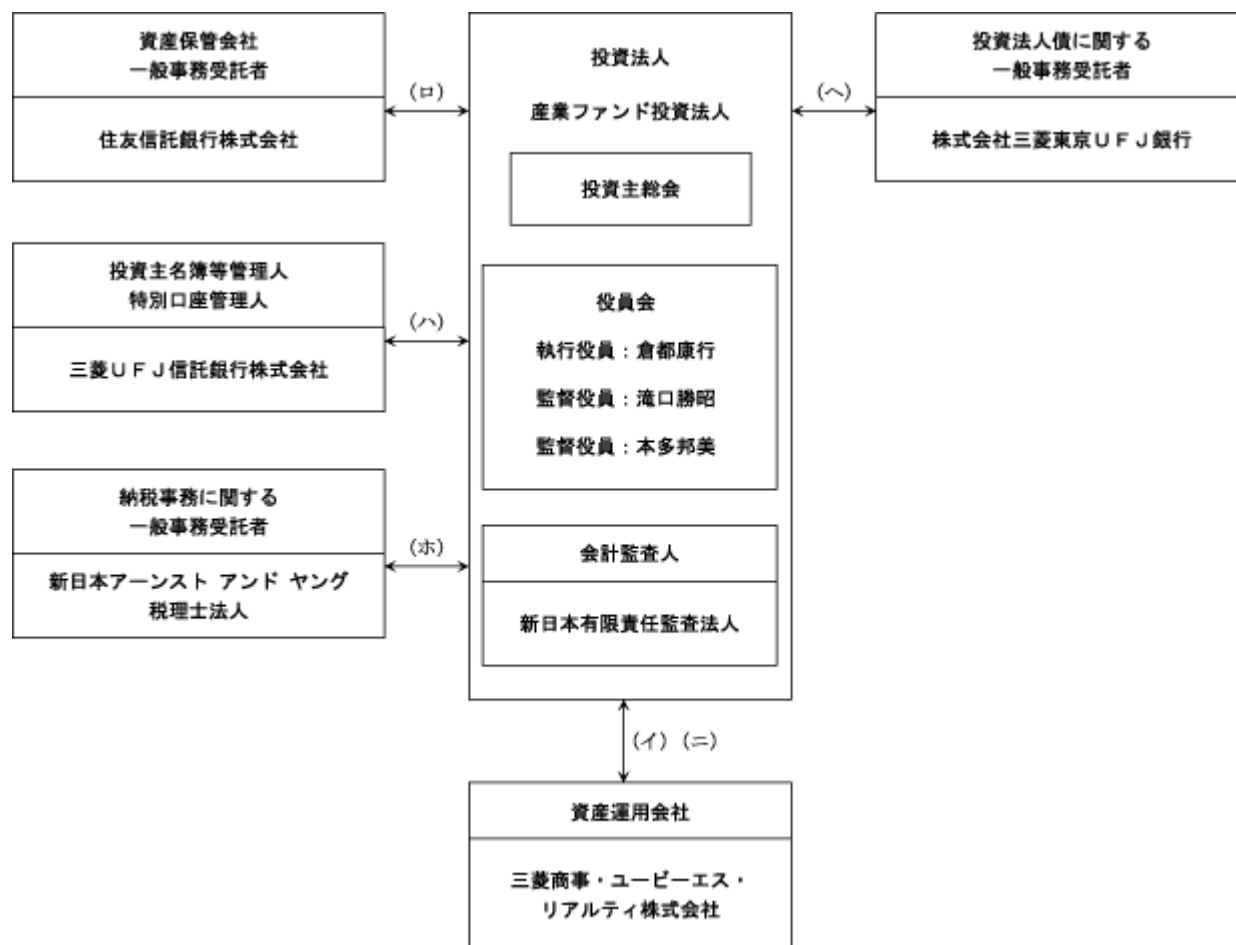 資産保管会社
一般事務受託者
住友信託銀行株式会社
(ロ)
投資法人
産業ファンド投資法人
投資主総会
(ヘ)
投資法人債に関する
一般事務受託者
株式会社三菱東京ＵＦＪ銀行
投資主名簿等管理人
特別口座管理人
三菱ＵＦＪ信託銀行株式会社
(ハ)
役員会
執行役員：倉都康行
監督役員：滝口勝昭
監督役員：本多邦美
納税事務に関する
一般事務受託者
新日本アーンスト アンド ヤング
税理士法人
(ホ)
会計監査人
新日本有限責任監査法人
(イ) (ニ)
資産運用会社
三菱商事・ユービーエス・
リアルティ株式会社